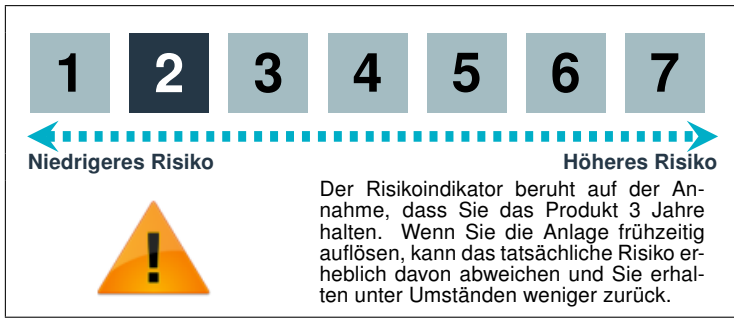 1 2 3 4 5 6 7
Niedrigeres Risiko Höheres Risiko
Der Risikoindikator beruht auf der An-
nahme, dass Sie das Produkt 3 Jahre
halten. Wenn Sie die Anlage frühzeitig
auflösen, kann das tatsächliche Risiko er-
heblich davon abweichen und Sie erhal-
ten unter Umständen weniger zurück.